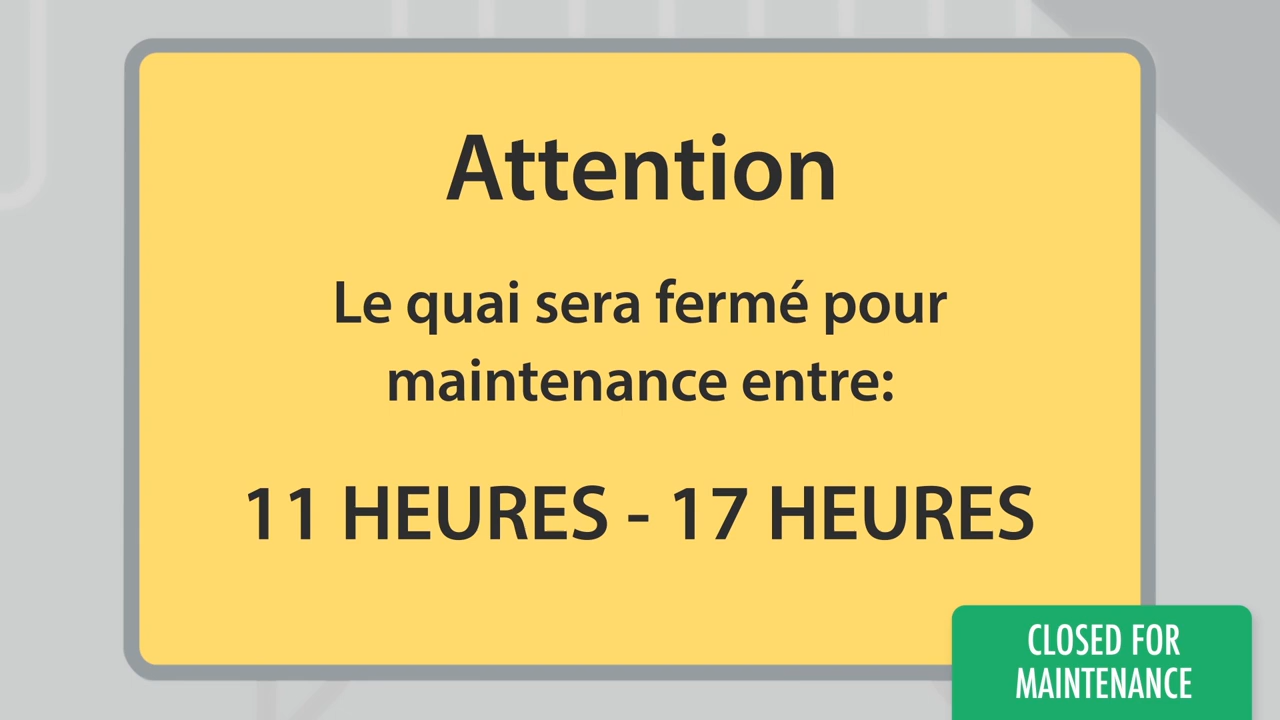 Attention
Le quai sera fermé pour
maintenance entre:
11 HEURES - 17 HEURES
CLOSED FOR
MAINTENANCE